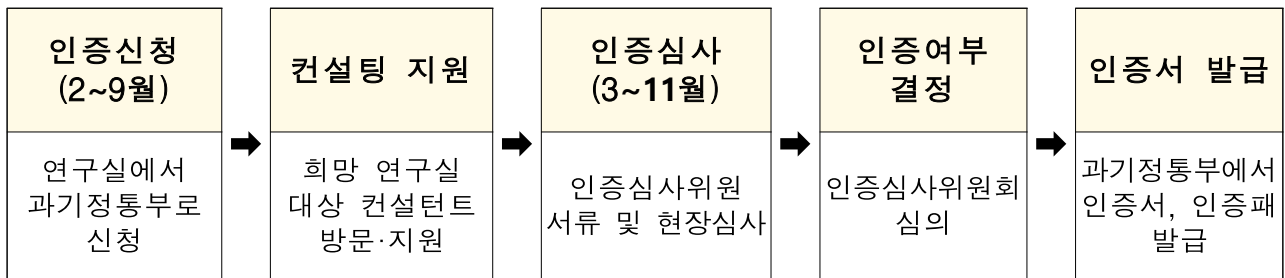 인증신청
(2~9월)
연구실에서
과기정통부로
신청
컨설팅 지원
희망 연구실
대상 컨설턴트
방문·지원
인증심사
(3~11월)
인증심사위원
서류 및 현장심사
인증여부
결정
인증심사위원회
심의
인증서 발급
과기정통부에서
인증서, 인증패
발급